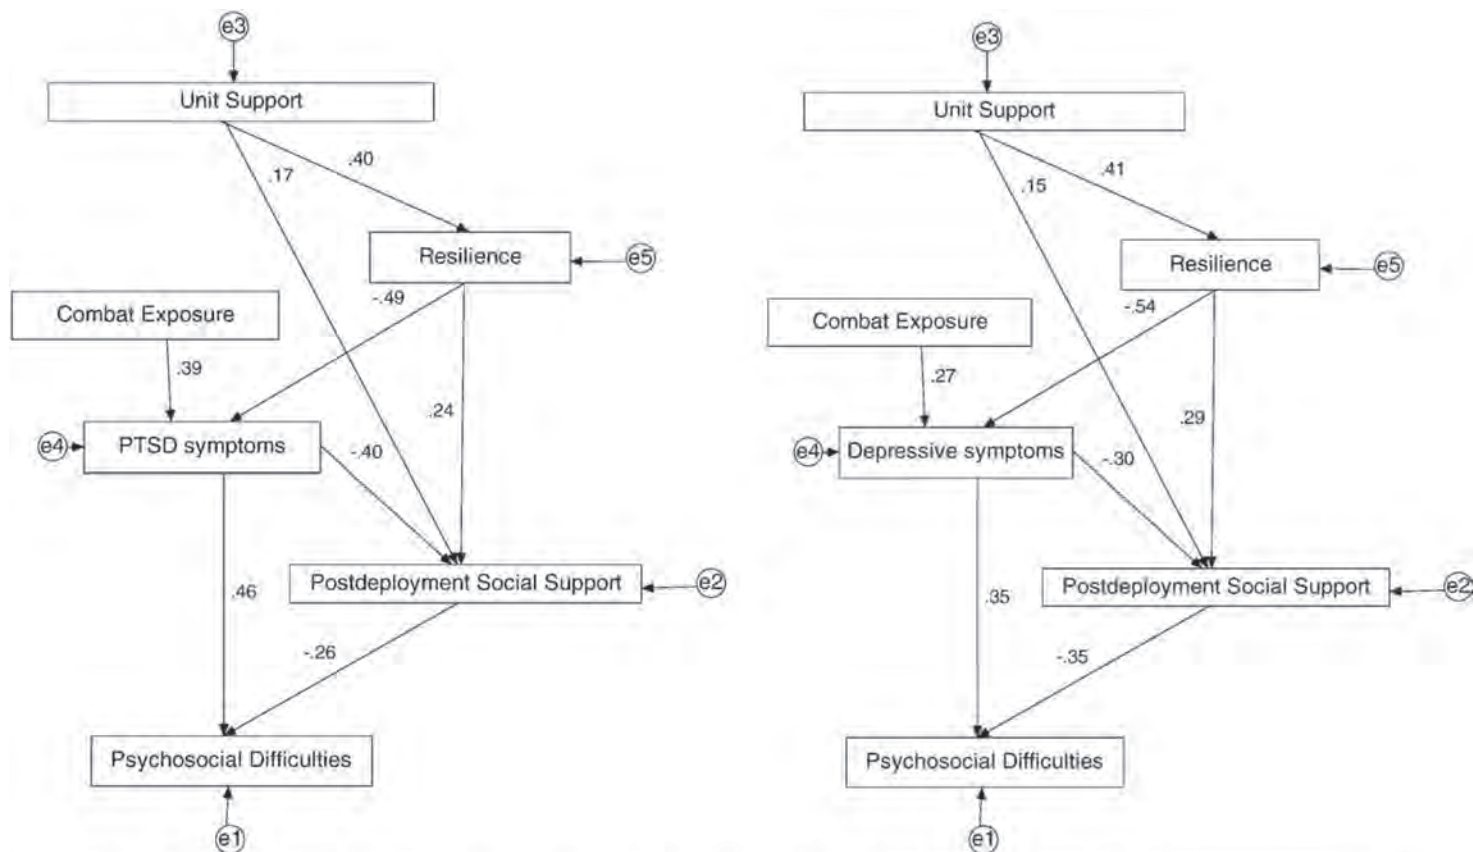 e3
Unit Support
.40
.17
Resilience
e5
-.49
Combat Exposure
.39
.24
PTSD symptoms
e4
-.40
Postdeployment Social Support
e2
.46
-.26
Psychosocial Difficulties
e1
e3
Unit Support
.41
.15
Resilience
e5
-.54
Combat Exposure
.27
.29
Depressive symptoms
e4
-.30
Postdeployment Social Support
e2
.35
-.35
Psychosocial Difficulties
e1